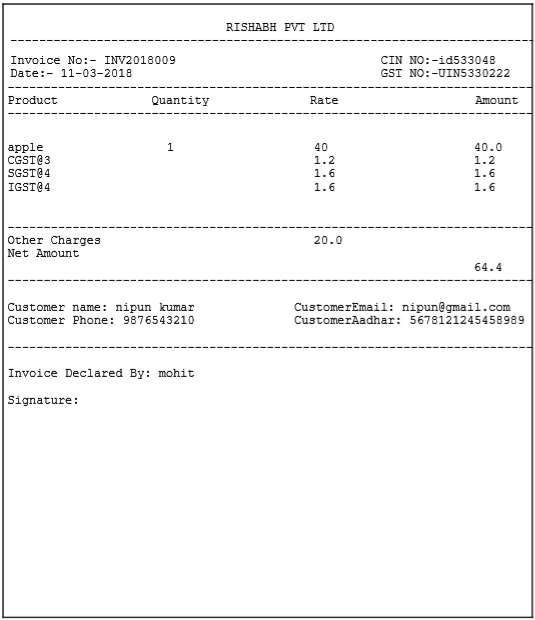 RISHABH PVT LTD
Invoice No:- INV2018009 CIN NO:-id533048
Date:- 11-03-2018 GST NO:-UIN5330222
Product Quantity Rate Amount
apple 1 40 40.0
CGST@3 1.2 1.2
SGST@4 1.6 1.6
IGST@4 1.6 1.6
Other Charges 20.0
Net Amount
64.4
Customer name: nipun kumar CustomerEmail: nipun@gmail.com
Customer Phone: 9876543210 CustomerAadhar: 5678121245458989
Invoice Declared By: mohit
Signature: